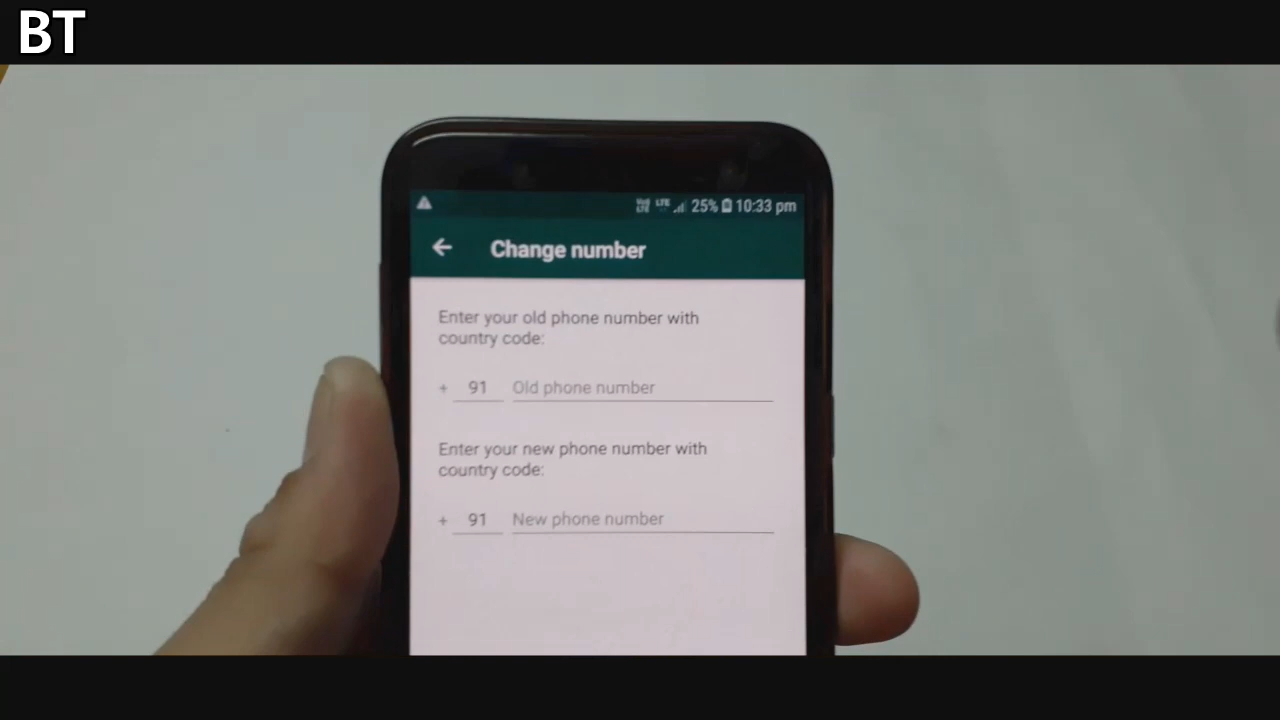 BT
LTE 25% 10:33 pm
Change number
Enter your old phone number with
country code:
+ 91 Old phone number
Enter your new phone number with
country code:
+ 91 New phone number